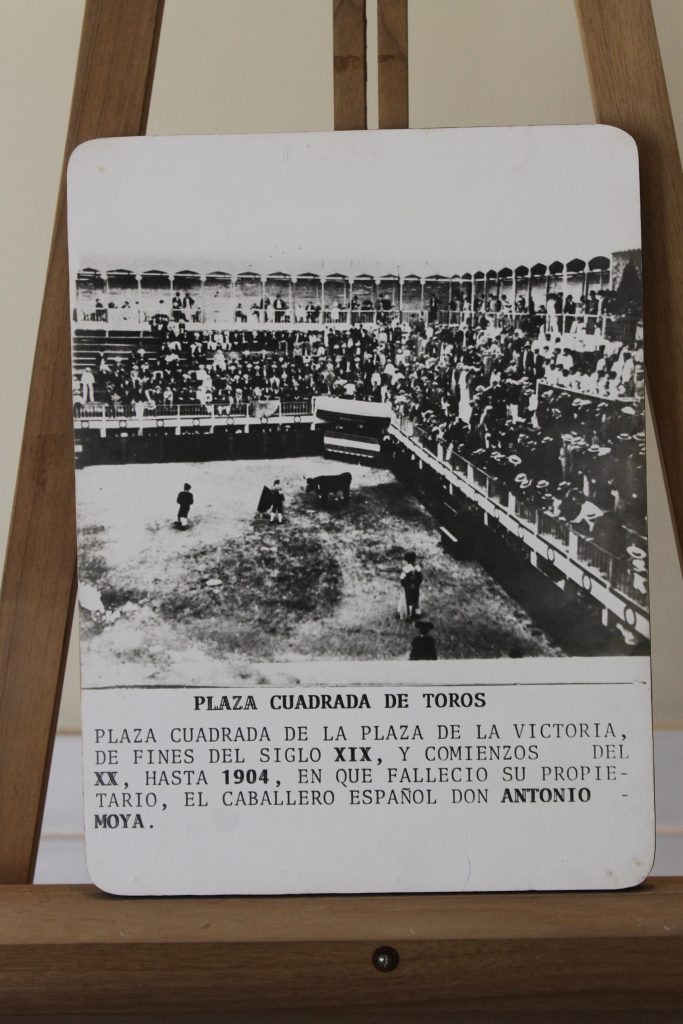 PLAZA CUADRADA DE TOROS
PLAZA CUADRADA DE LA PLAZA DE LA VICTORIA,
DE FINES DEL SIGLO XIX, Y COMIENZOS DEL
XX, HASTA 1904, EN QUE FALLECIO SU PROPIE-
TARIO, EL CABALLERO ESPAÑOL DON ANTONIO -
MOYA.